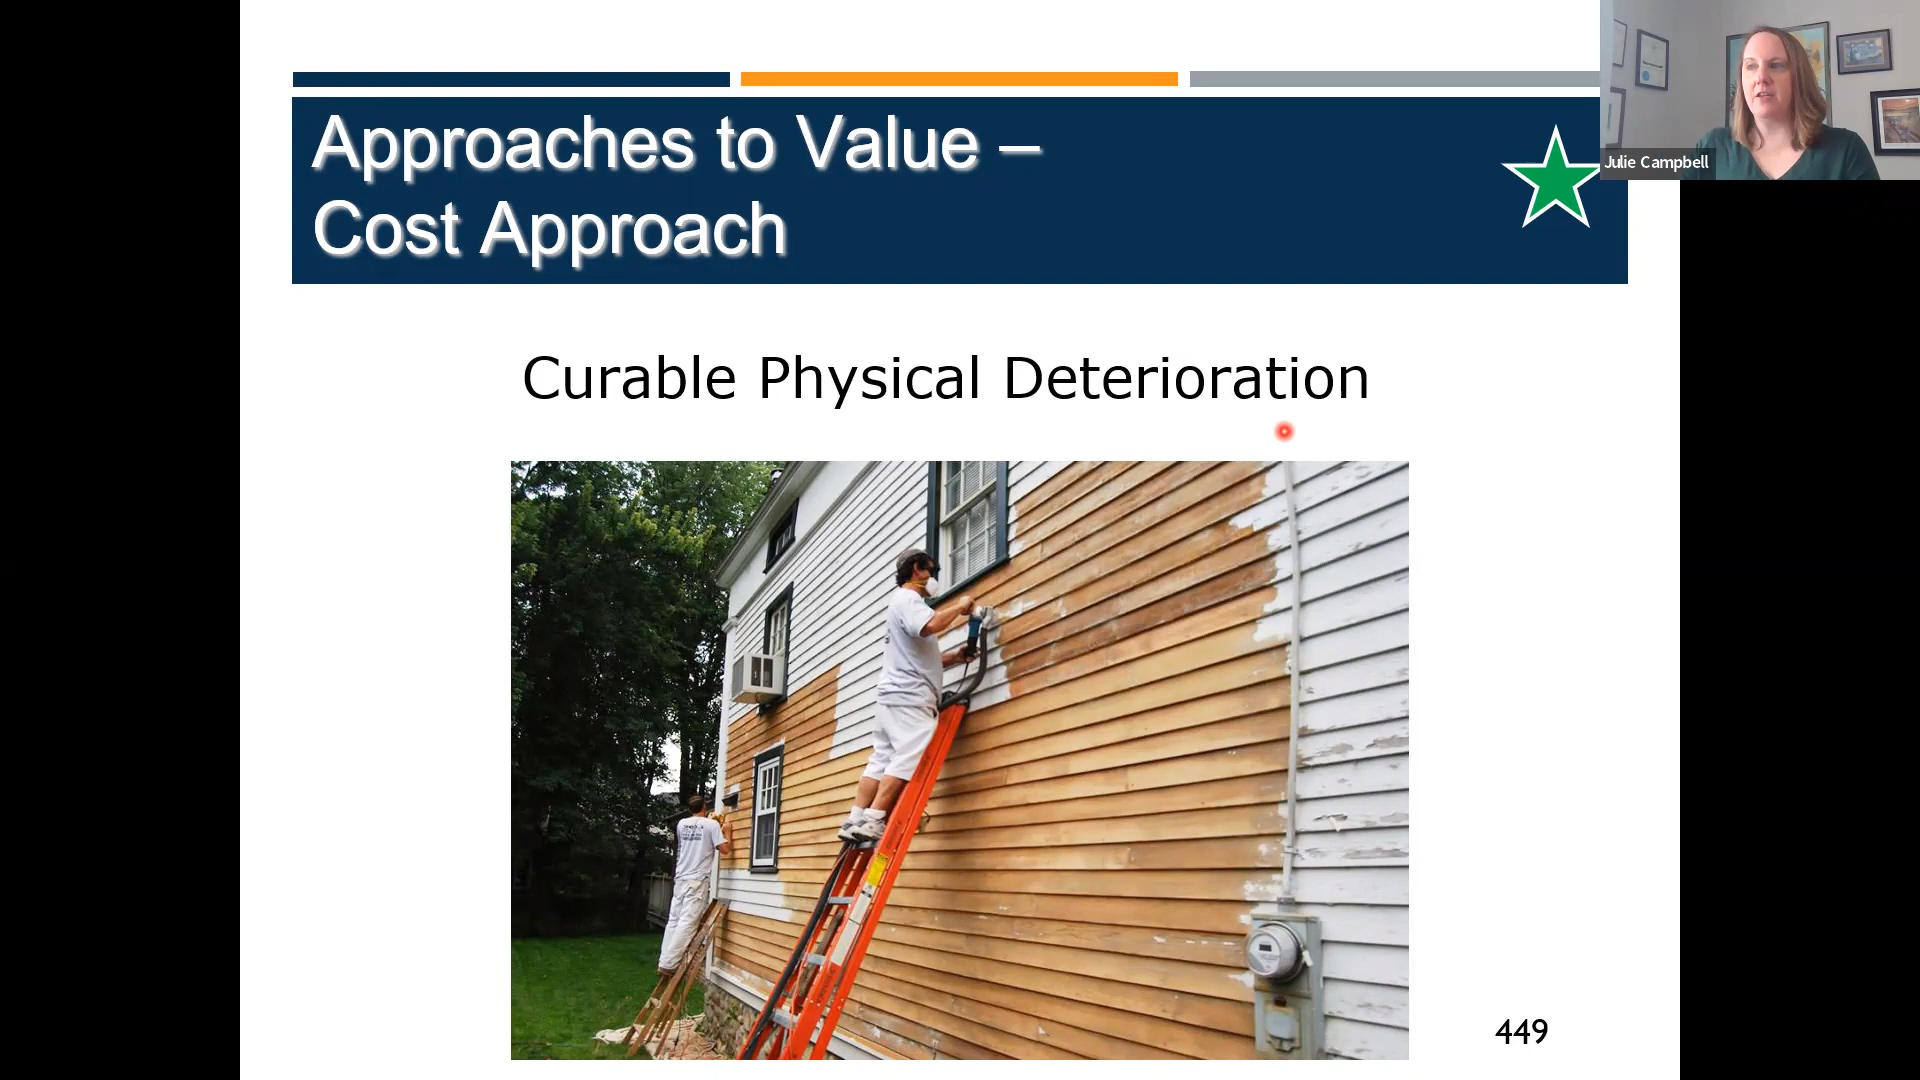 Approaches to Value –
Cost Approach
Julie Campbell
Curable Physical Deterioration
449